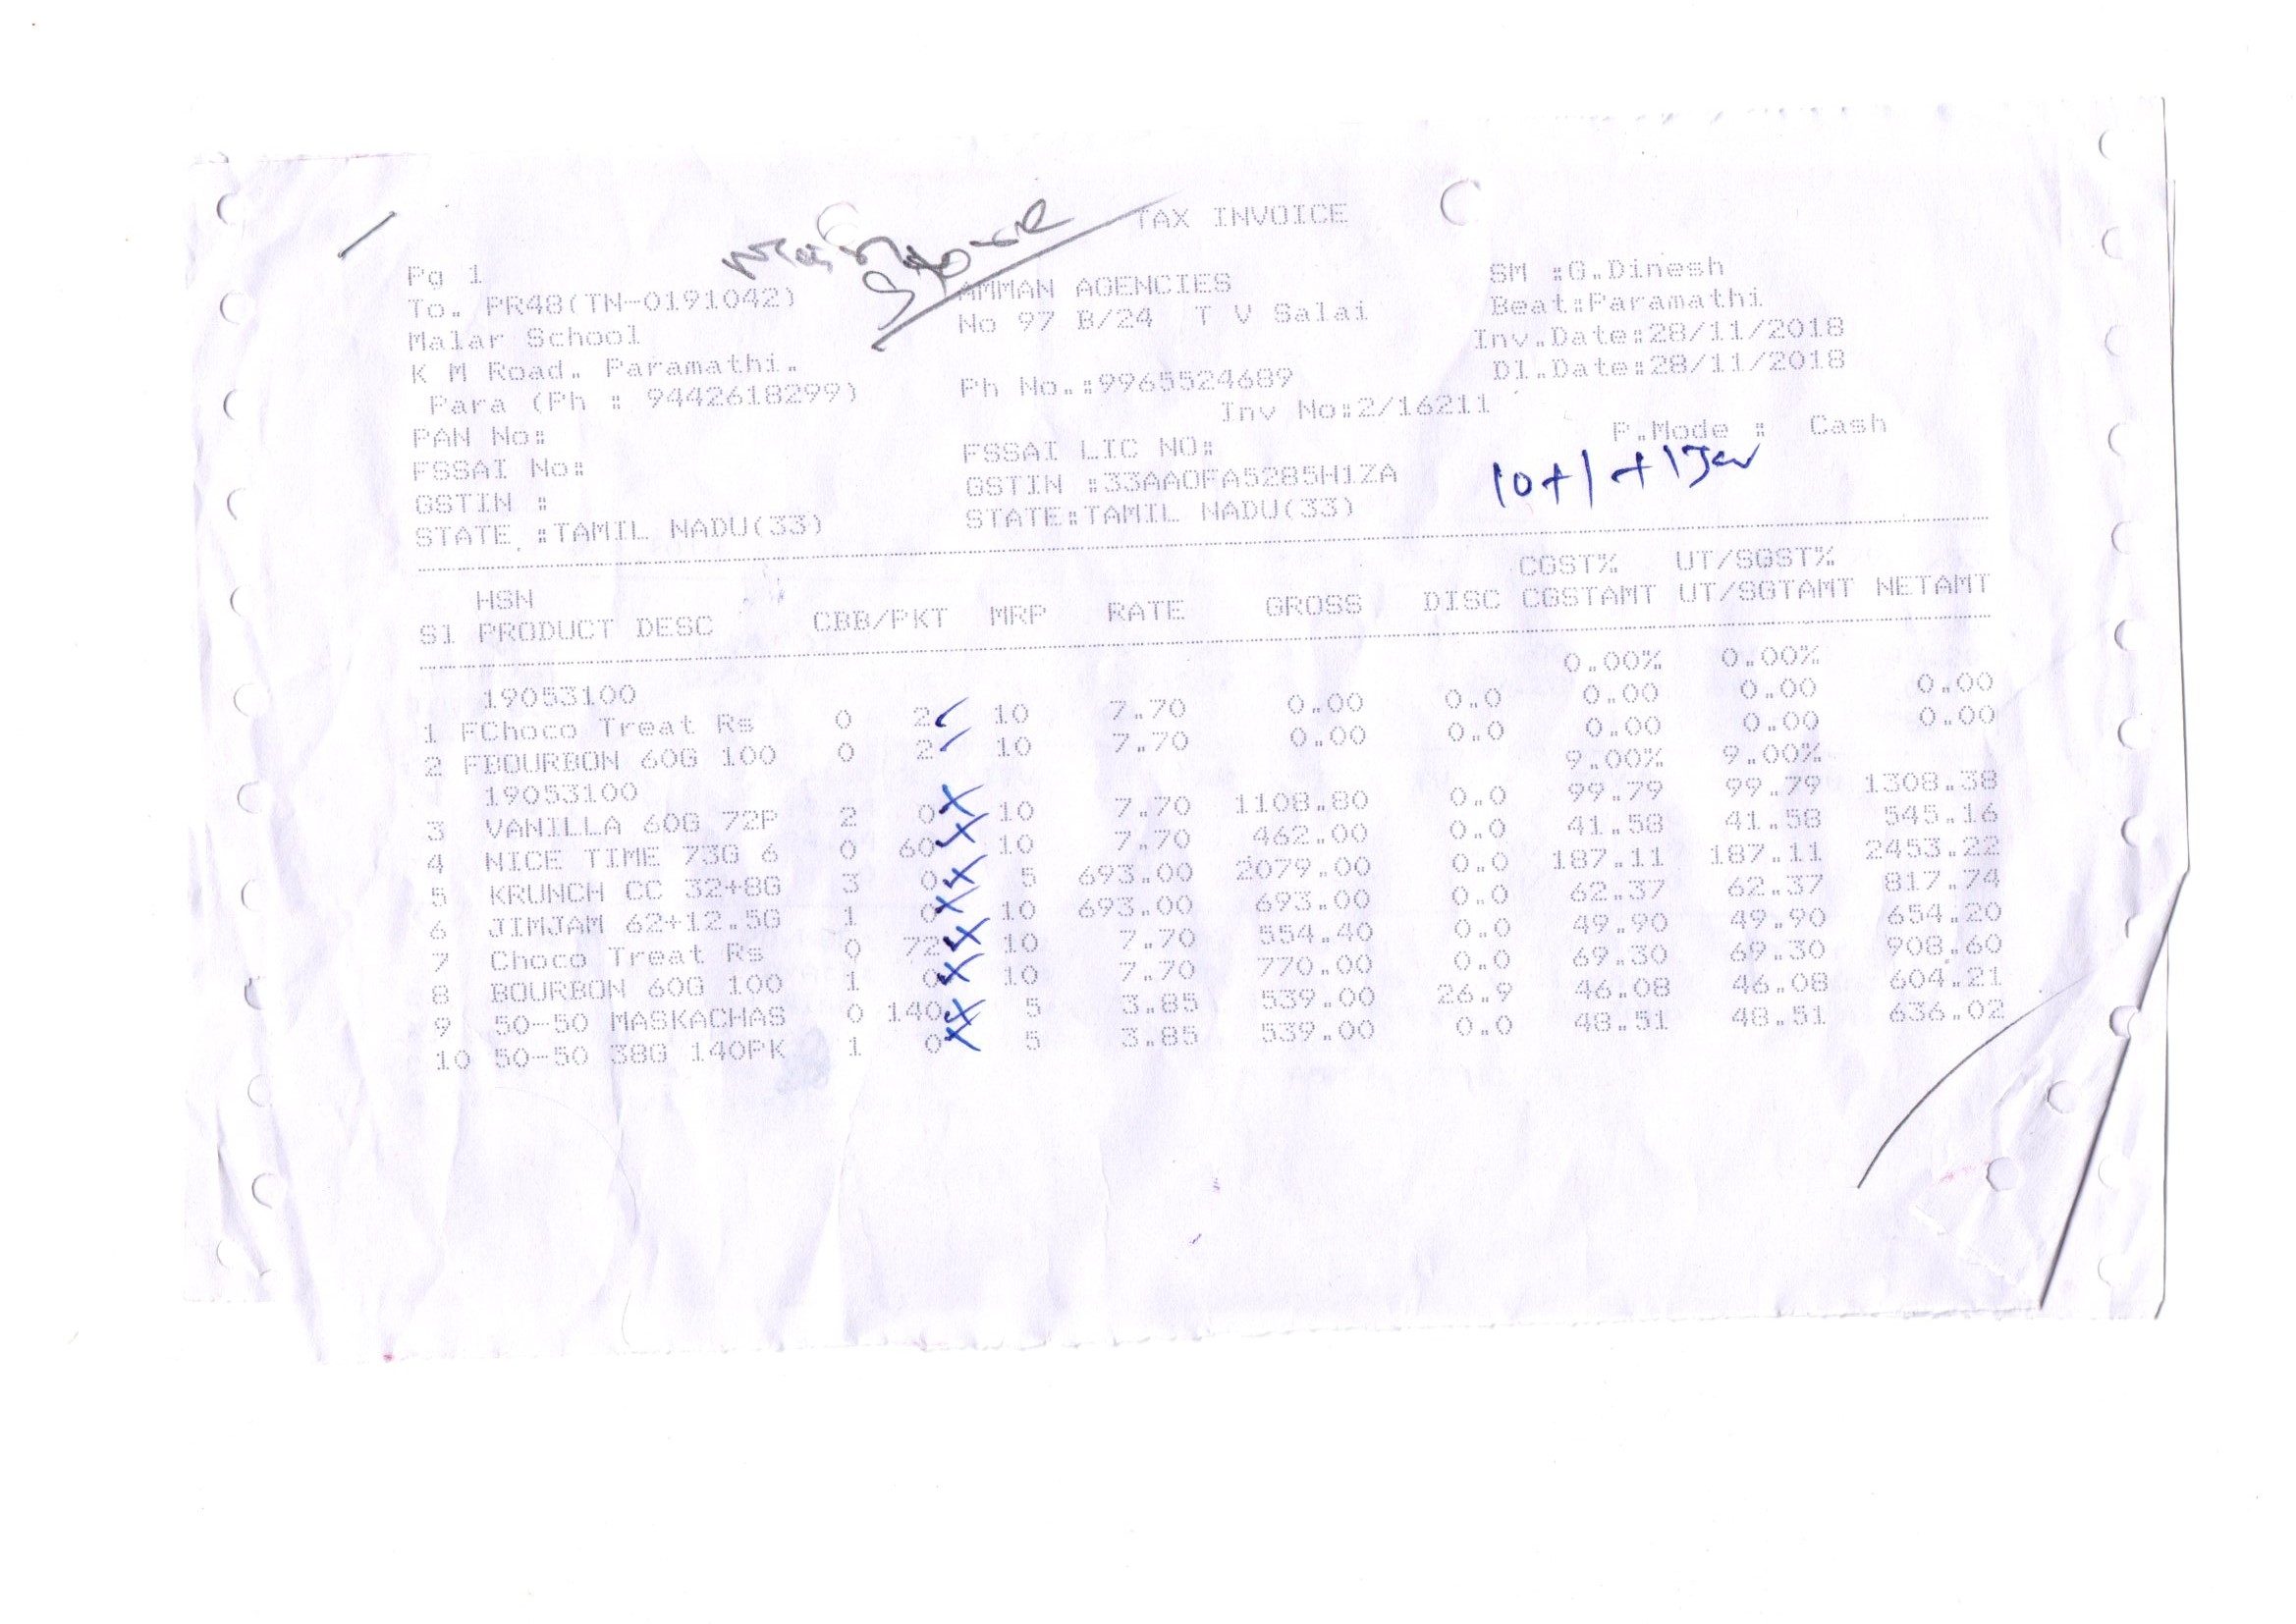 TAX INVOICE
Main Store
Pg 1
To. PR48(TN-0191042)
Malar School
K M Road. Paramathi.
Para (Ph : 9442618299)
PAN No:
FSSAI No:
GSTIN :
STATE :TAMIL NADU(33)
AMMAN AGENCIES
No 97 B/24 T V Salai
Ph No.:9965524689
Inv No:2/16211
FSSAI LIC NO:
GSTIN :33AAOFA5285H1ZA
STATE:TAMIL NADU(33)
SM :G.Dinesh
Beat:Paramathi
Inv.Date:28/11/2018
Dl.Date:28/11/2018
P.Mode : Cash
10+1+1
CGST% UT/SGST%
HSN
Sl PRODUCT DESC CBB/PKT MRP RATE GROSS DISC CGSTAMT UT/SGTAMT NETAMT
0.00% 0.00%
19053100
1 FChoco Treat Rs 0 2 10 7.70 0.00 0.0 0.00 0.00 0.00
2 FBOURBON 60G 100 0 2 10 7.70 0.00 0.0 0.00 0.00 0.00
9.00% 9.00%
19053100
3 VANILLA 60G 72P 2 0 10 7.70 1108.80 0.0 99.79 99.79 1308.38
4 NICE TIME 73G 6 0 60 10 7.70 462.00 0.0 41.58 41.58 545.16
5 KRUNCH CC 32+8G 3 0 5 693.00 2079.00 0.0 187.11 187.11 2453.22
6 JIMJAM 62+12.5G 1 0 10 693.00 693.00 0.0 62.37 62.37 817.74
7 Choco Treat Rs 0 72 10 7.70 554.40 0.0 49.90 49.90 654.20
8 BOURBON 60G 100 1 0 10 7.70 770.00 0.0 69.30 69.30 908.60
9 50-50 MASKACHAS 0 140 5 3.85 539.00 26.9 46.08 46.08 604.21
10 50-50 38G 140PK 1 0 5 3.85 539.00 0.0 48.51 48.51 636.02